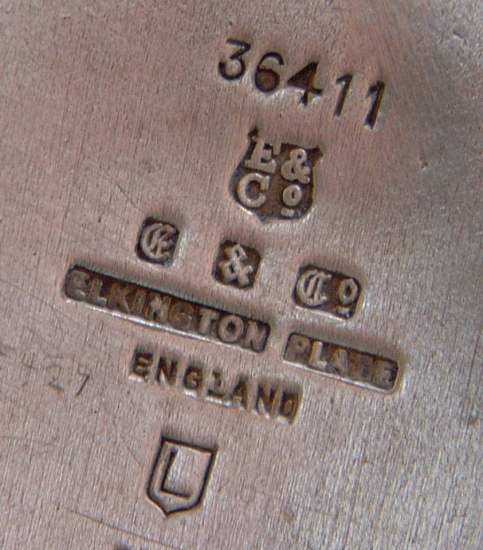 36411
E&
Co
E & Co
ELKINGTON PLATE
ENGLAND
L